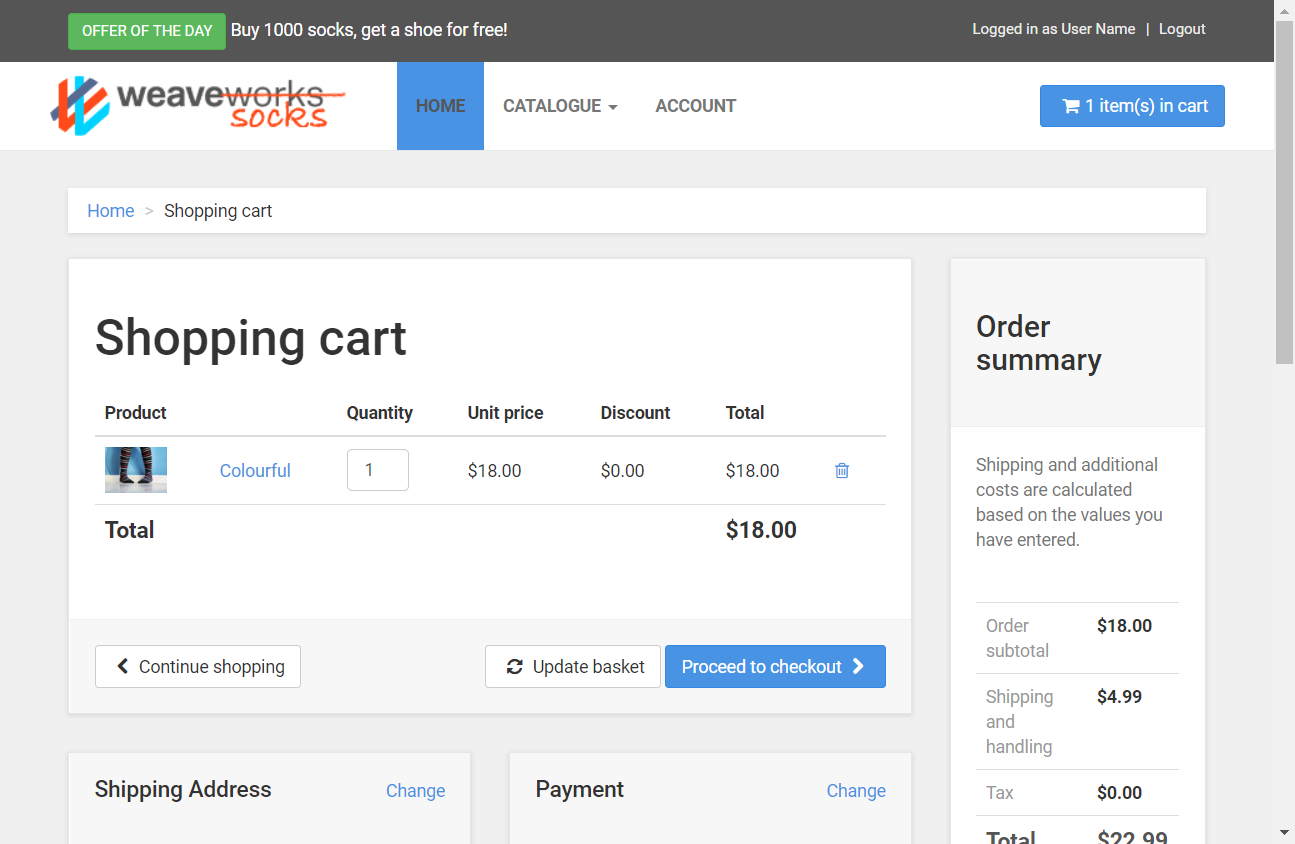 OFFER OF THE DAY Buy 1000 socks, get a shoe for free!
Logged in as User Name | Logout
weaveworks
socks
HOME CATALOGUE ACCOUNT
1 item(s) in cart
Home > Shopping cart
Shopping cart
Product Quantity Unit price Discount Total
Colourful 1 $18.00 $0.00 $18.00
Total $18.00
Continue shopping Update basket Proceed to checkout
Shipping Address Change
Payment Change
Order
summary
Shipping and additional
costs are calculated
based on the values you
have entered.
Order $18.00
subtotal
Shipping $4.99
and
handling
Tax $0.00
Total $22.99